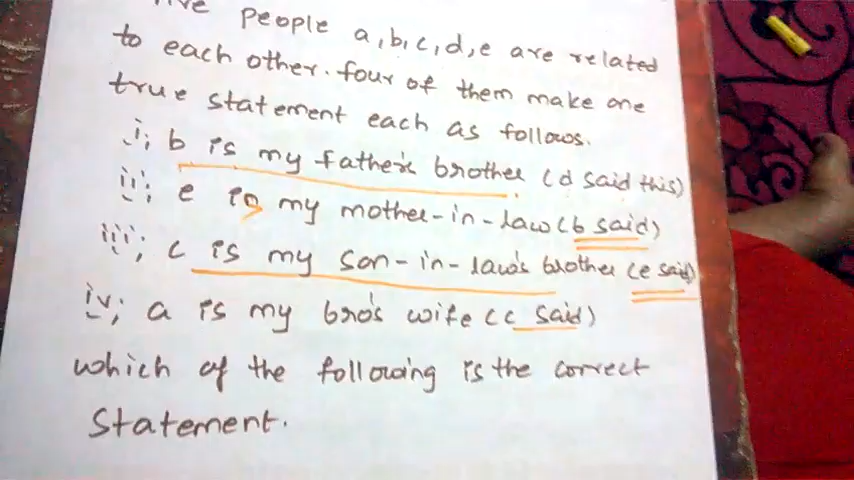 people a,b,c,d,e are related
to each other. four of them make one
true statement each as follows.
i; b is my father's brother (d said this)
ii; e is my mother-in-law (b said)
iii; c is my son-in-law's brother (e said)
iv; a is my bro's wife (c said)
which of the following is the correct
statement.